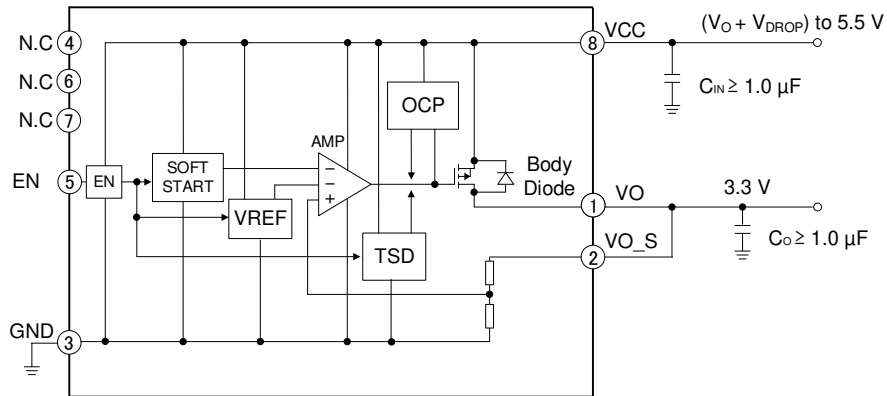 N.C 4
N.C 6
N.C 7
EN 5
GND 3
EN
SOFT
START
VREF
AMP
−
−
+
OCP
TSD
Body
Diode
8 VCC
(VO + VDROP) to 5.5 V
CIN ≥ 1.0 µF
1 VO
3.3 V
2 VO_S
CO ≥ 1.0 µF